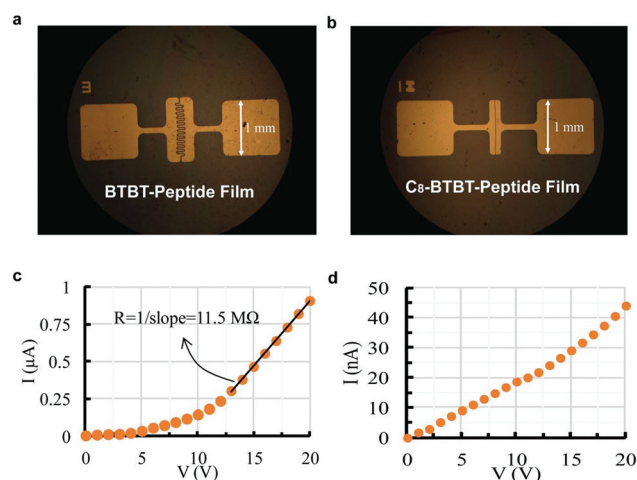 a
b
1 mm
BTBT-Peptide Film
1 mm
C8-BTBT-Peptide Film
c
d
1
0.75
0.5
0.25
0
I (µA)
R=1/slope=11.5 MΩ
0 5 10 15 20
V (V)
50
40
30
20
10
0
I (nA)
0 5 10 15 20
V (V)